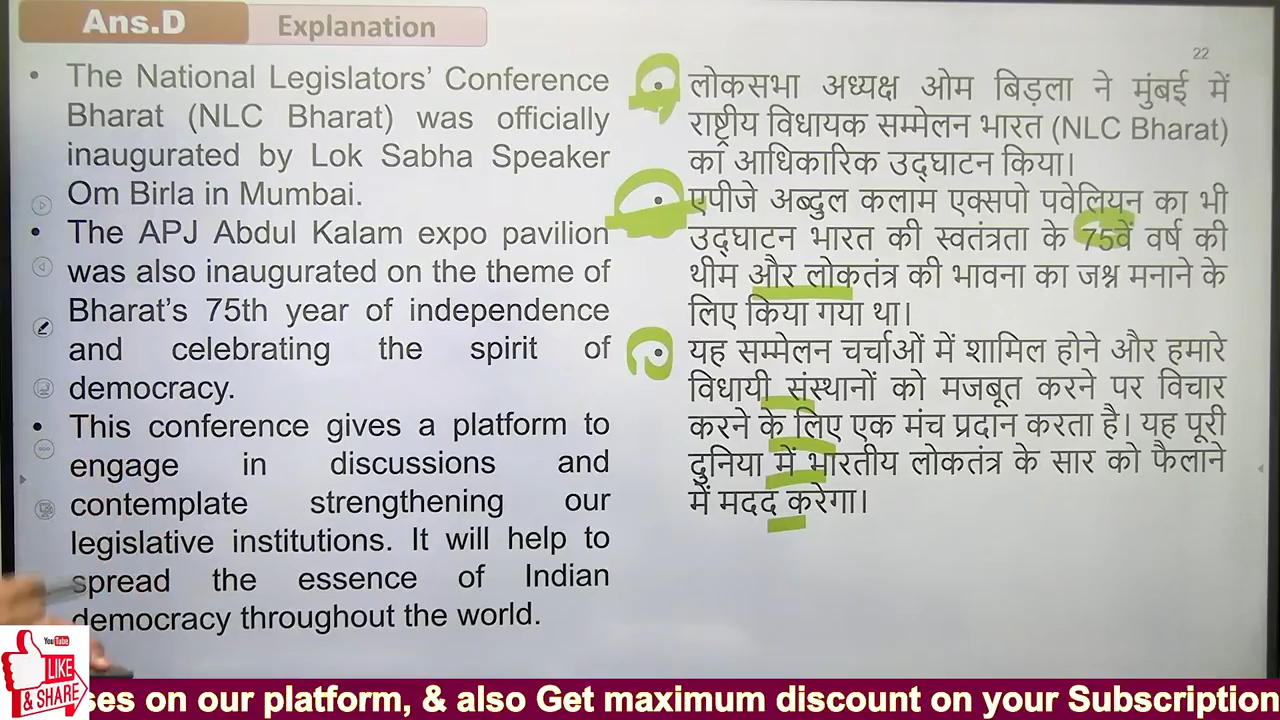 Ans.D
Explanation
22
• The National Legislators’ Conference
Bharat (NLC Bharat) was officially
inaugurated by Lok Sabha Speaker
Om Birla in Mumbai.
• The APJ Abdul Kalam expo pavilion
was also inaugurated on the theme of
Bharat’s 75th year of independence
and celebrating the spirit of
democracy.
• This conference gives a platform to
engage in discussions and
contemplate strengthening our
legislative institutions. It will help to
spread the essence of Indian
democracy throughout the world.
• लोकसभा अध्यक्ष ओम बिड़ला ने मुंबई में
राष्ट्रीय विधायक सम्मेलन भारत (NLC Bharat)
का आधिकारिक उद्घाटन किया।
• एपीजे अब्दुल कलाम एक्सपो पवेलियन का भी
उद्घाटन भारत की स्वतंत्रता के 75वें वर्ष की
थीम और लोकतंत्र की भावना का जश्न मनाने के
लिए किया गया था।
• यह सम्मेलन चर्चाओं में शामिल होने और हमारे
विधायी संस्थानों को मजबूत करने पर विचार
करने के लिए एक मंच प्रदान करता है। यह पूरी
दुनिया में भारतीय लोकतंत्र के सार को फैलाने
में मदद करेगा।
YouTube
LIKE
& SHARE
ses on our platform, & also Get maximum discount on your Subscription